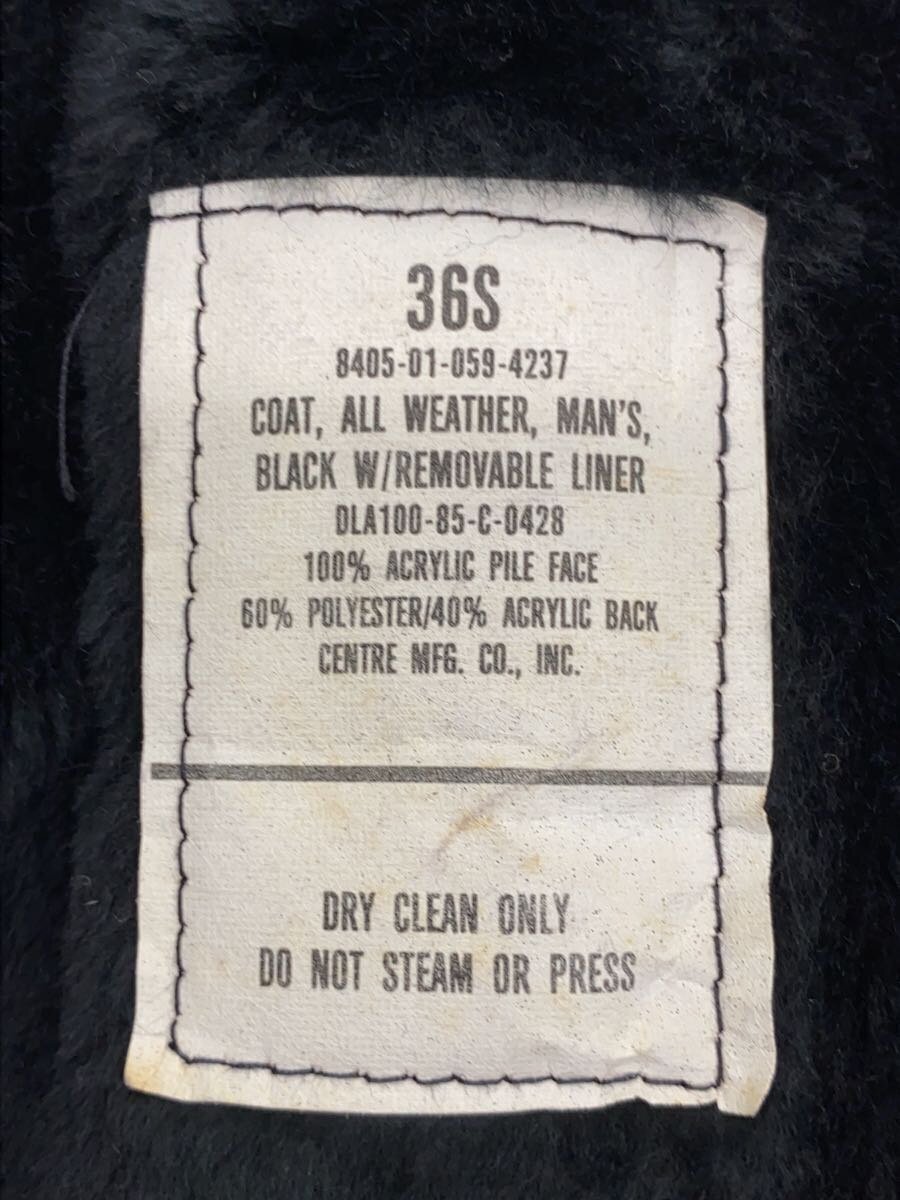 36S
8405-01-059-4237
COAT, ALL WEATHER, MAN'S,
BLACK W/REMOVABLE LINER
DLA100-85-C-0428
100% ACRYLIC PILE FACE
60% POLYESTER/40% ACRYLIC BACK
CENTRE MFG. CO., INC.
DRY CLEAN ONLY
DO NOT STEAM OR PRESS